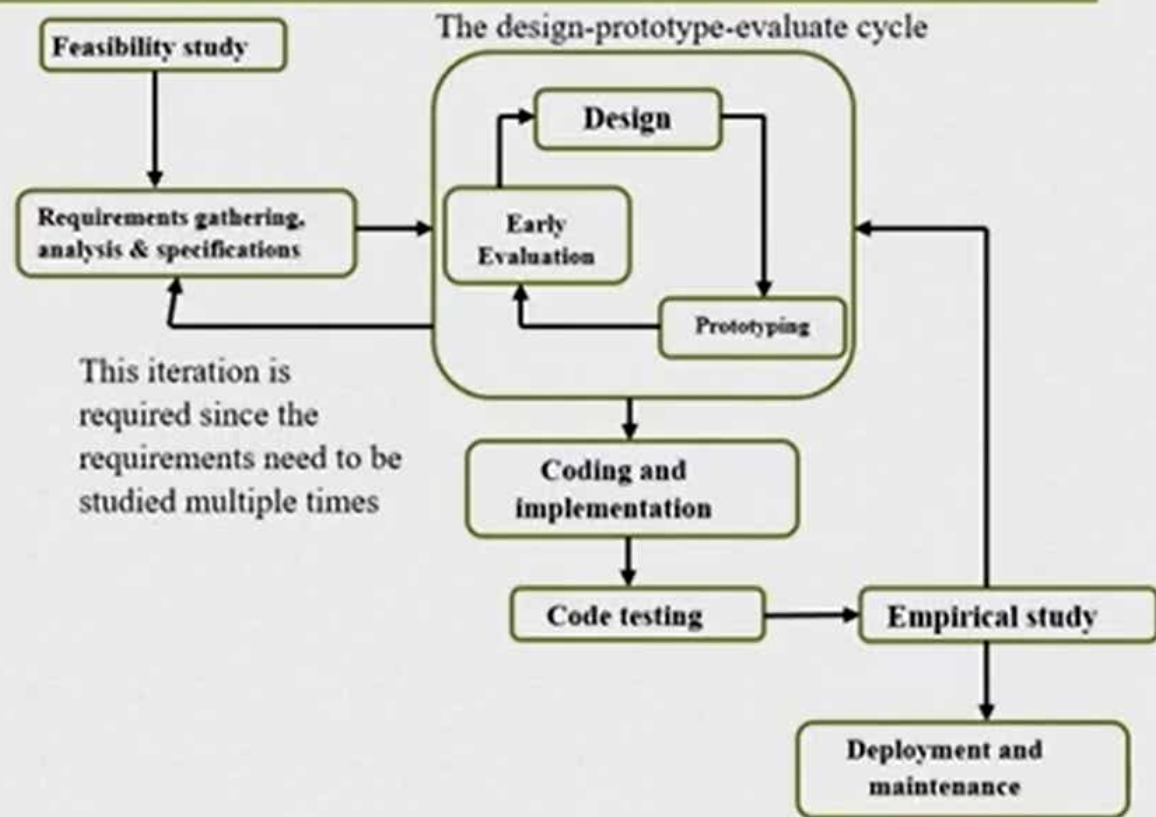 The design-prototype-evaluate cycle
Feasibility study
Design
Requirements gathering,
analysis & specifications
Early
Evaluation
Prototyping
This iteration is
required since the
requirements need to be
studied multiple times
Coding and
implementation
Code testing
Empirical study
Deployment and
maintenance